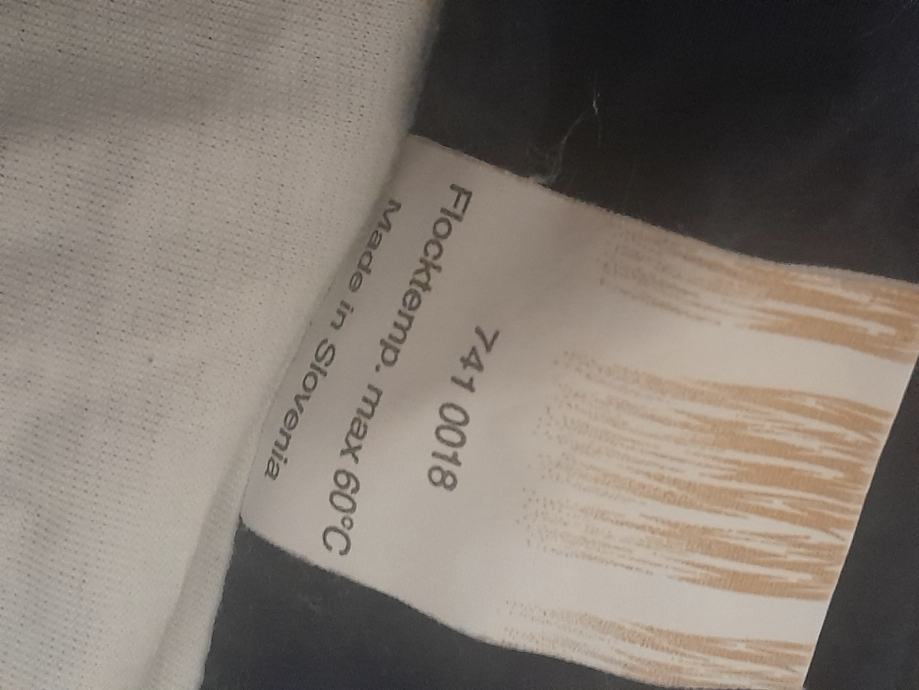 741 0018
Flocktemp. max 60°C
Made in Slovenia